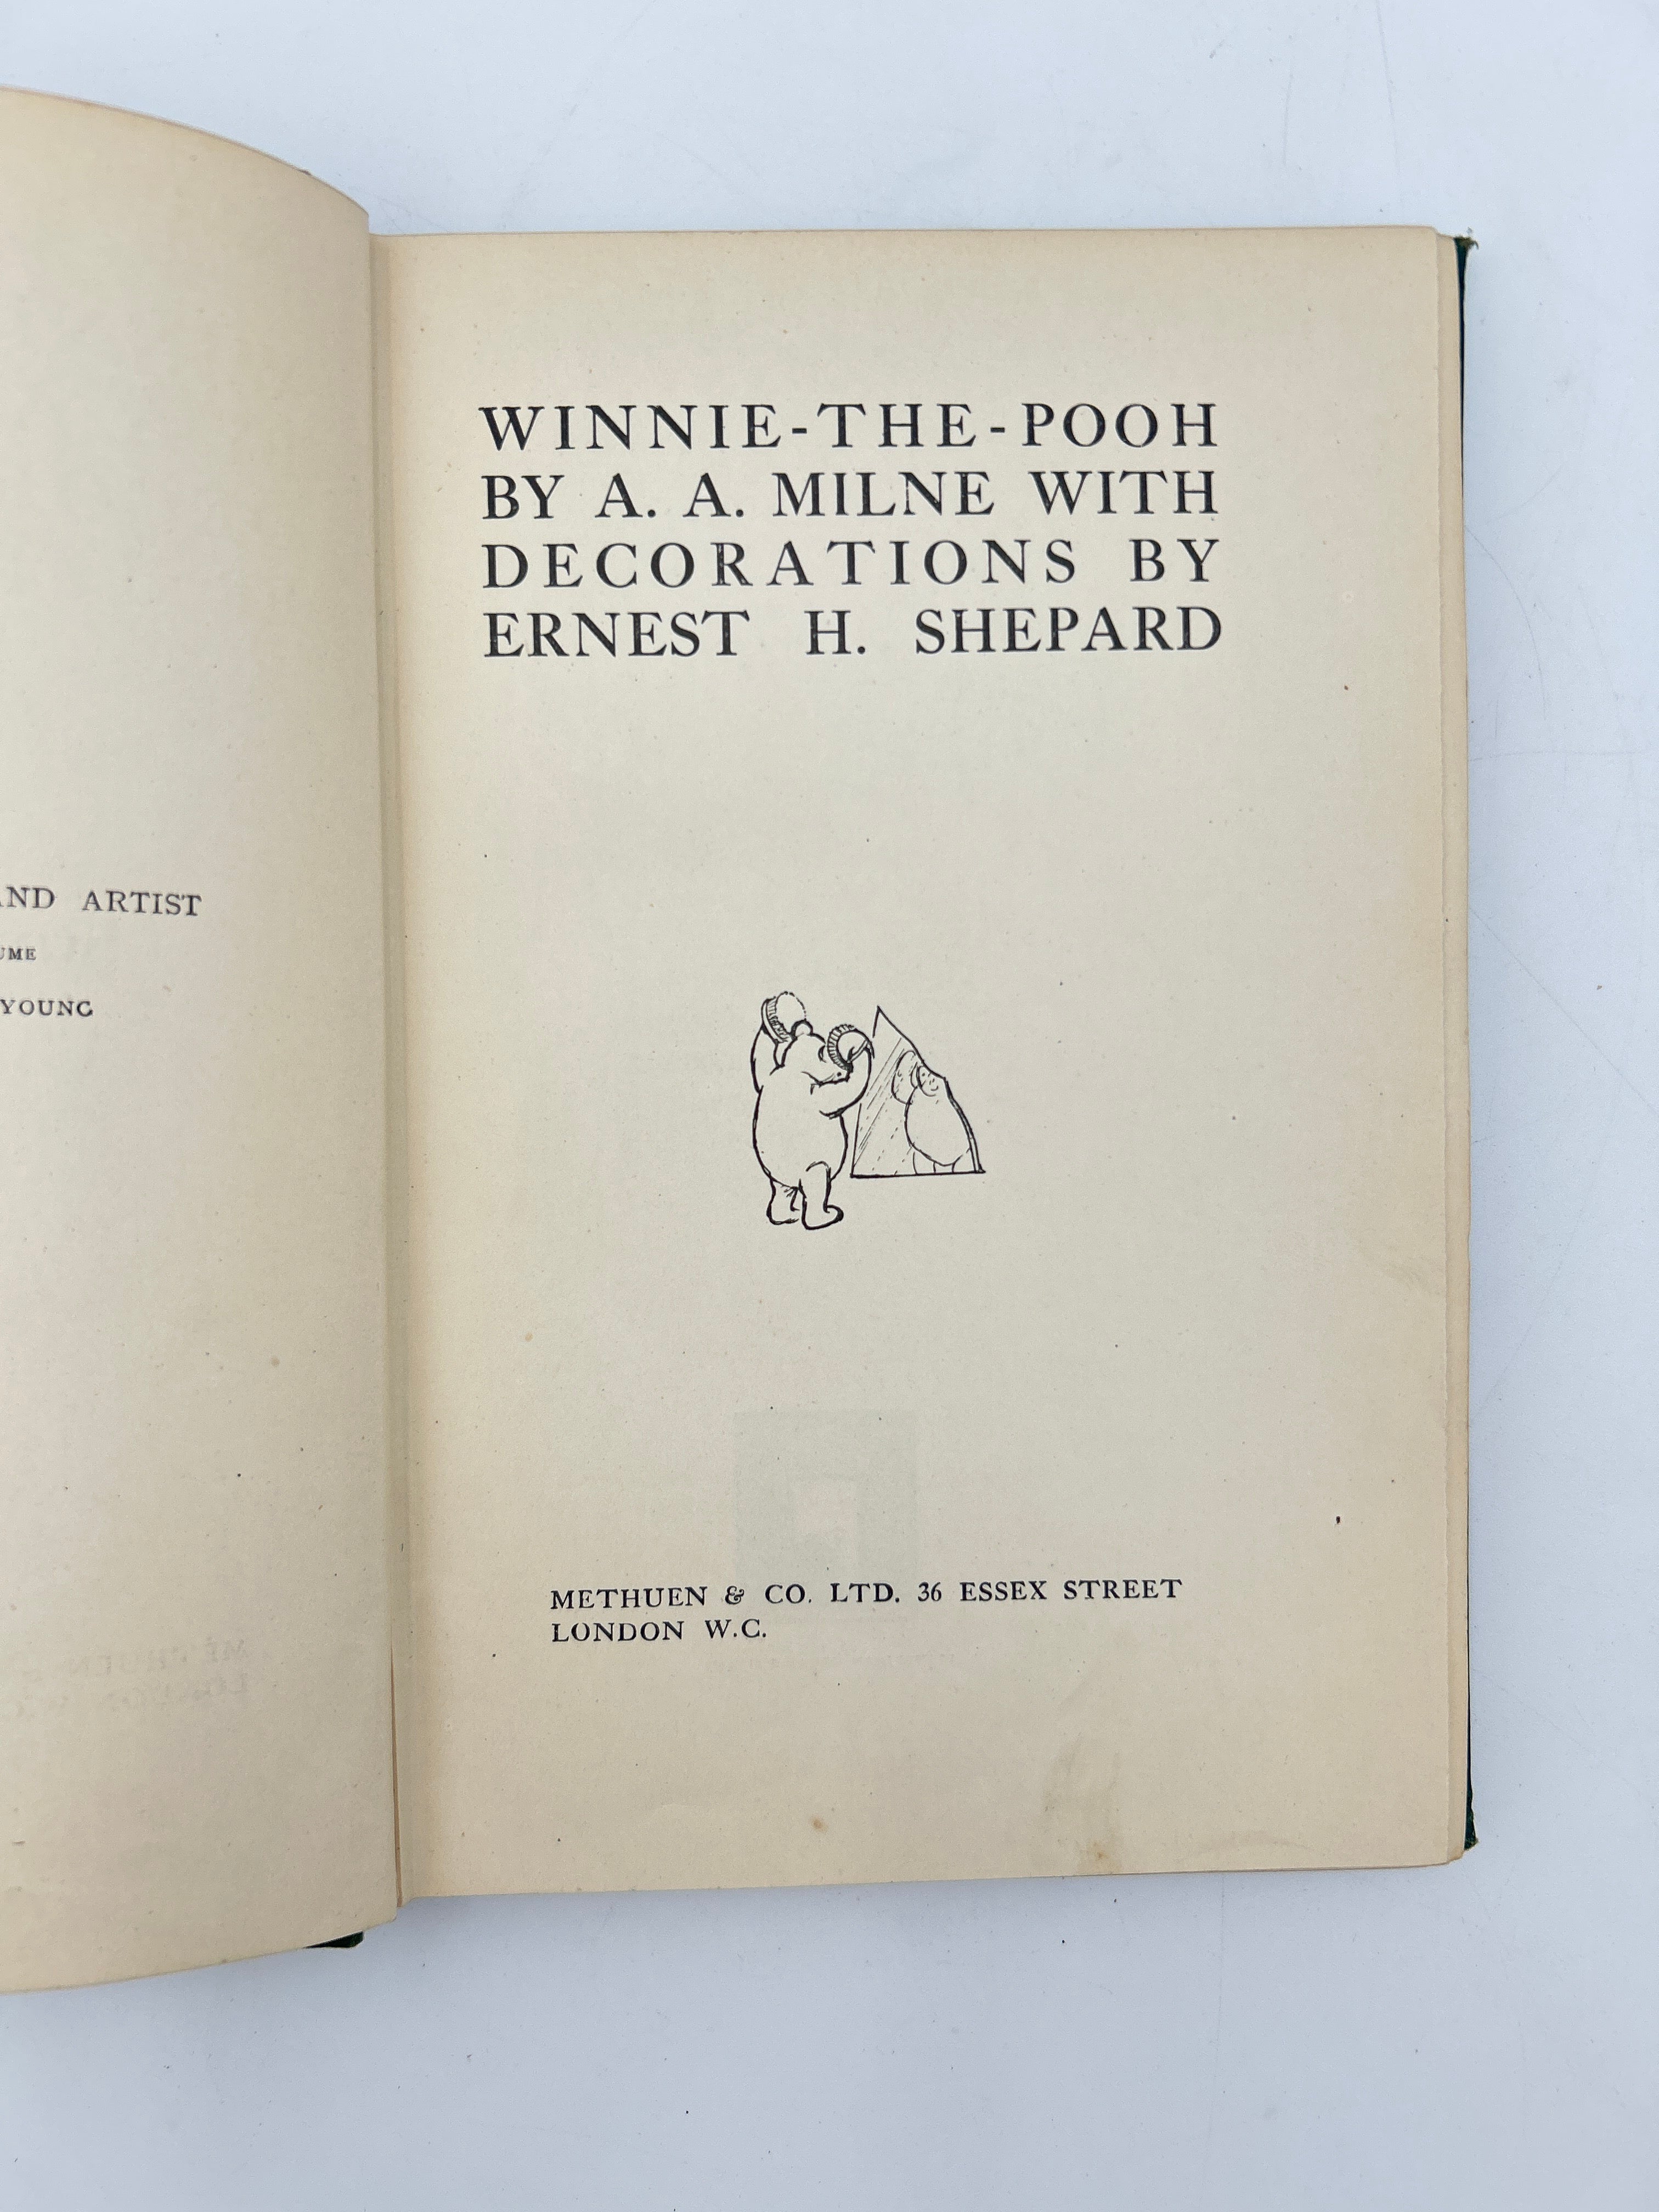 AND ARTIST
YOUNG
WINNIE-THE-POOH
BY A. A. MILNE WITH
DECORATIONS BY
ERNEST H. SHEPARD
METHUEN & CO. LTD. 36 ESSEX STREET
LONDON W.C.